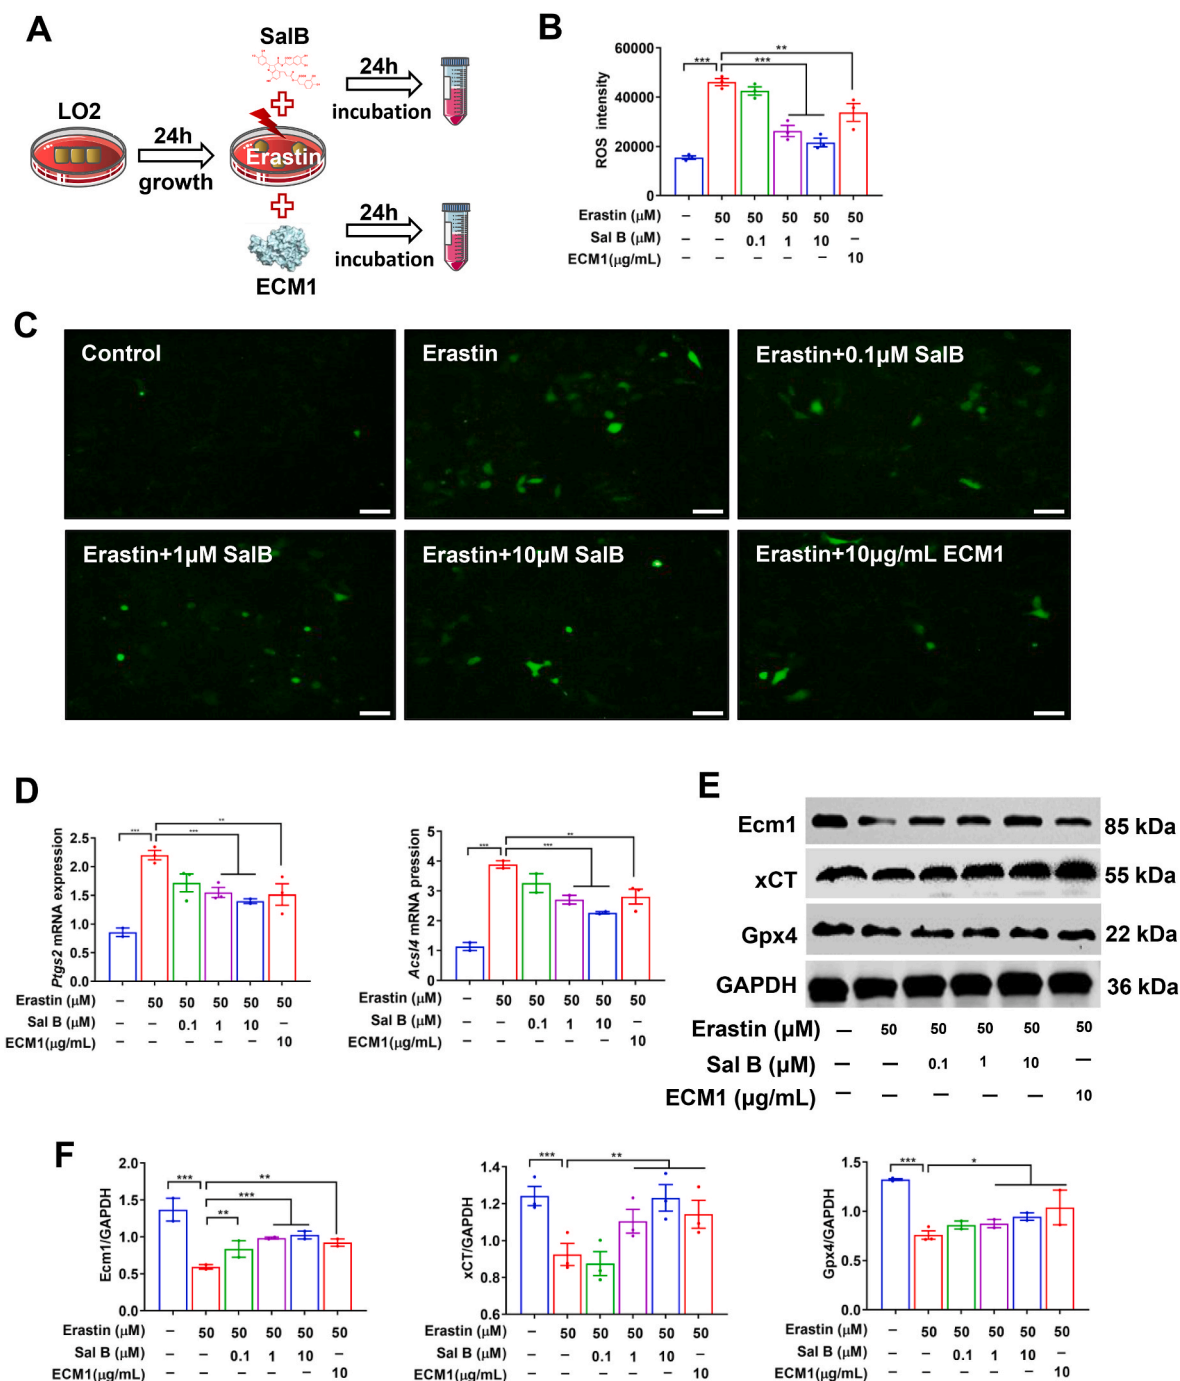 A
SalB
24h
incubation
LO2
24h
growth
Erastin
24h
incubation
ECM1
B
60000
40000
20000
0
ROS intensity
***
***
**
Erastin (μM) – 50 50 50 50 50
Sal B (μM) – – 0.1 1 10 –
ECM1(μg/mL) – – – – – 10
C
Control
Erastin
Erastin+0.1μM SalB
Erastin+1μM SalB
Erastin+10μM SalB
Erastin+10μg/mL ECM1
D
2.5
2.0
1.5
1.0
0.5
0.0
Ptgs2 mRNA expression
***
***
**
Erastin (μM) – 50 50 50 50 50
Sal B (μM) – – 0.1 1 10 –
ECM1(μg/mL) – – – – – 10
5
4
3
2
1
0
Acsl4 mRNA pression
***
***
**
Erastin (μM) – 50 50 50 50 50
Sal B (μM) – – 0.1 1 10 –
ECM1(μg/mL) – – – – – 10
E
Ecm1 85 kDa
xCT 55 kDa
Gpx4 22 kDa
GAPDH 36 kDa
Erastin (μM) — 50 50 50 50 50
Sal B (μM) — — 0.1 1 10 —
ECM1 (μg/mL) — — — — — 10
F
2.0
1.5
1.0
0.5
0.0
Ecm1/GAPDH
***
**
***
**
Erastin (μM) – 50 50 50 50 50
Sal B (μM) – – 0.1 1 10 –
ECM1(μg/mL) – – – – – 10
1.4
1.2
1.0
0.8
0.6
xCT/GAPDH
***
**
Erastin (μM) – 50 50 50 50 50
Sal B (μM) – – 0.1 1 10 –
ECM1(μg/mL) – – – – – 10
1.5
1.0
0.5
0.0
Gpx4/GAPDH
***
*
Erastin (μM) – 50 50 50 50 50
Sal B (μM) – – 0.1 1 10 –
ECM1(μg/mL) – – – – – 10